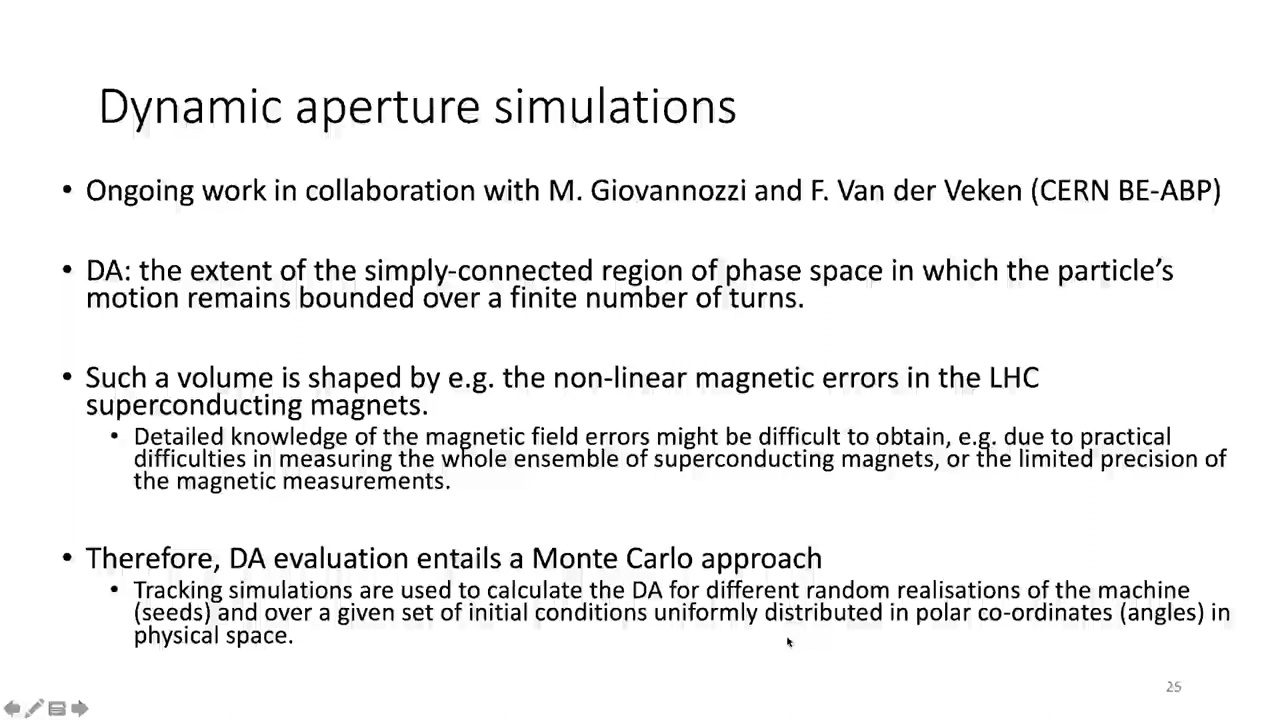 Dynamic aperture simulations
• Ongoing work in collaboration with M. Giovannozzi and F. Van der Veken (CERN BE-ABP)
• DA: the extent of the simply-connected region of phase space in which the particle’s
motion remains bounded over a finite number of turns.
• Such a volume is shaped by e.g. the non-linear magnetic errors in the LHC
superconducting magnets.
• Detailed knowledge of the magnetic field errors might be difficult to obtain, e.g. due to practical
difficulties in measuring the whole ensemble of superconducting magnets, or the limited precision of
the magnetic measurements.
• Therefore, DA evaluation entails a Monte Carlo approach
• Tracking simulations are used to calculate the DA for different random realisations of the machine
(seeds) and over a given set of initial conditions uniformly distributed in polar co-ordinates (angles) in
physical space.
25